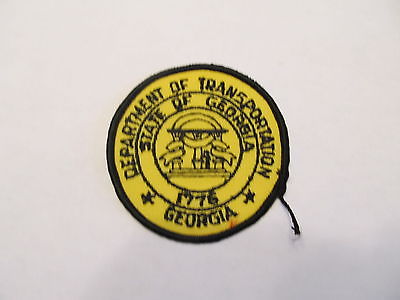 DEPARTMENT OF TRANSPORTATION
STATE OF GEORGIA
1776
GEORGIA